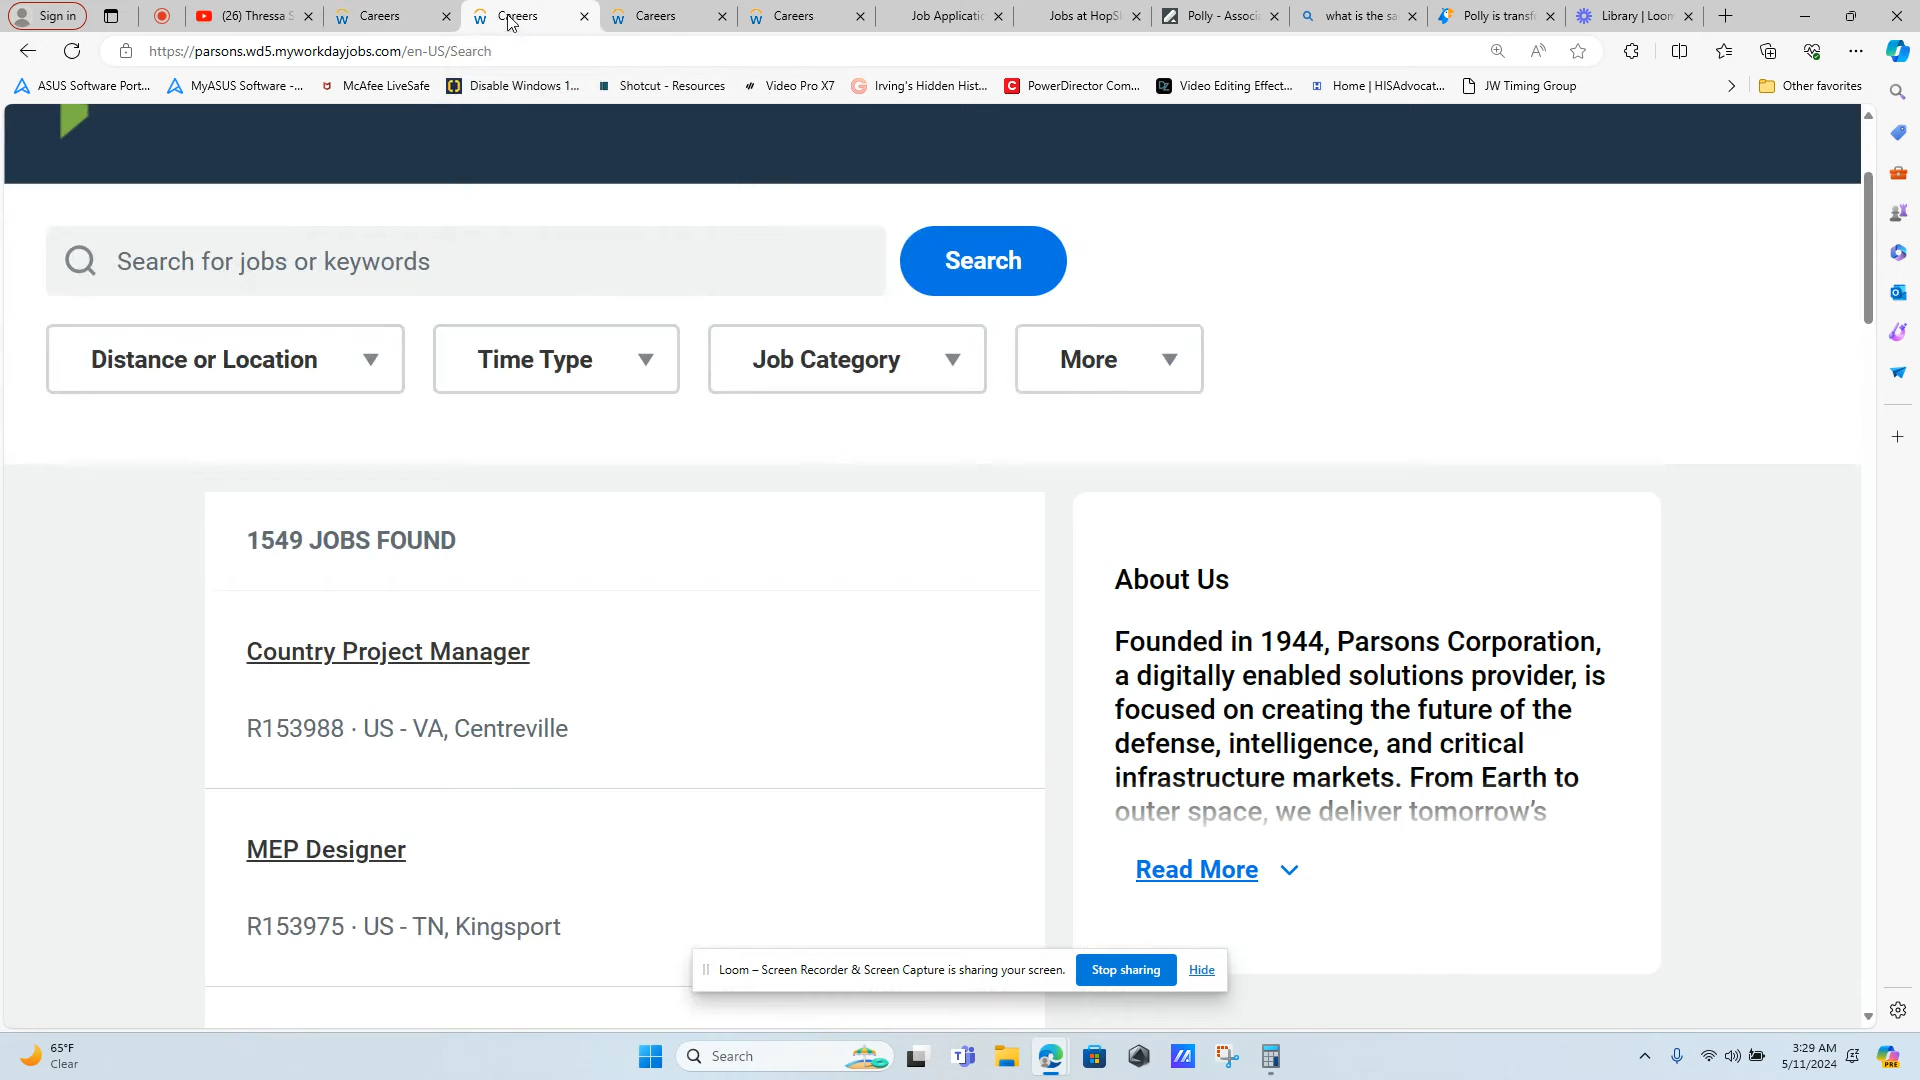 Sign in
(26) Thressa S
Careers
Careers
Careers
Careers
Job Applicatic
Jobs at HopSk
Polly - Associa
what is the sa
Polly is transf
Library | Loom
https://parsons.wd5.myworkdayjobs.com/en-US/Search
ASUS Software Port...
MyASUS Software -...
McAfee LiveSafe
Disable Windows 1...
Shotcut - Resources
Video Pro X7
Irving's Hidden Hist...
PowerDirector Com...
Video Editing Effect...
Home | HISAdvocat...
JW Timing Group
Other favorites
Search for jobs or keywords
Search
Distance or Location
Time Type
Job Category
More
1549 JOBS FOUND
Country Project Manager
R153988 · US - VA, Centreville
MEP Designer
R153975 · US - TN, Kingsport
About Us
Founded in 1944, Parsons Corporation,
a digitally enabled solutions provider, is
focused on creating the future of the
defense, intelligence, and critical
infrastructure markets. From Earth to
outer space, we deliver tomorrow's
Read More
Loom – Screen Recorder & Screen Capture is sharing your screen.
Stop sharing
Hide
65°F
Clear
Search
3:29 AM
5/11/2024